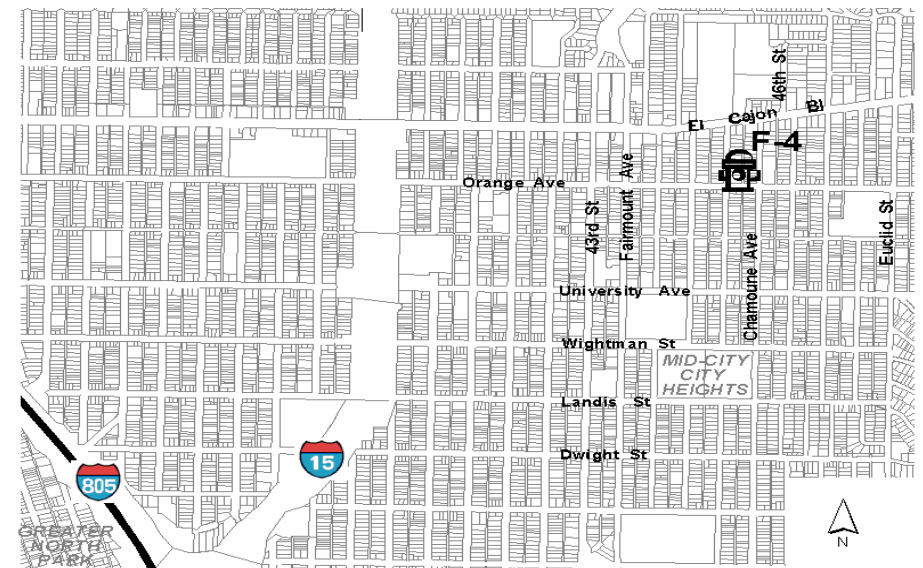 46th St
El Cajon Bl
F-4
Orange Ave
Fairmount Ave
43rd St
Euclid St
Chamoune Ave
University Ave
Wightman St
MID-CITY
CITY
HEIGHTS
Landis St
Dwight St
15
805
GREATER
NORTH
PARK
N